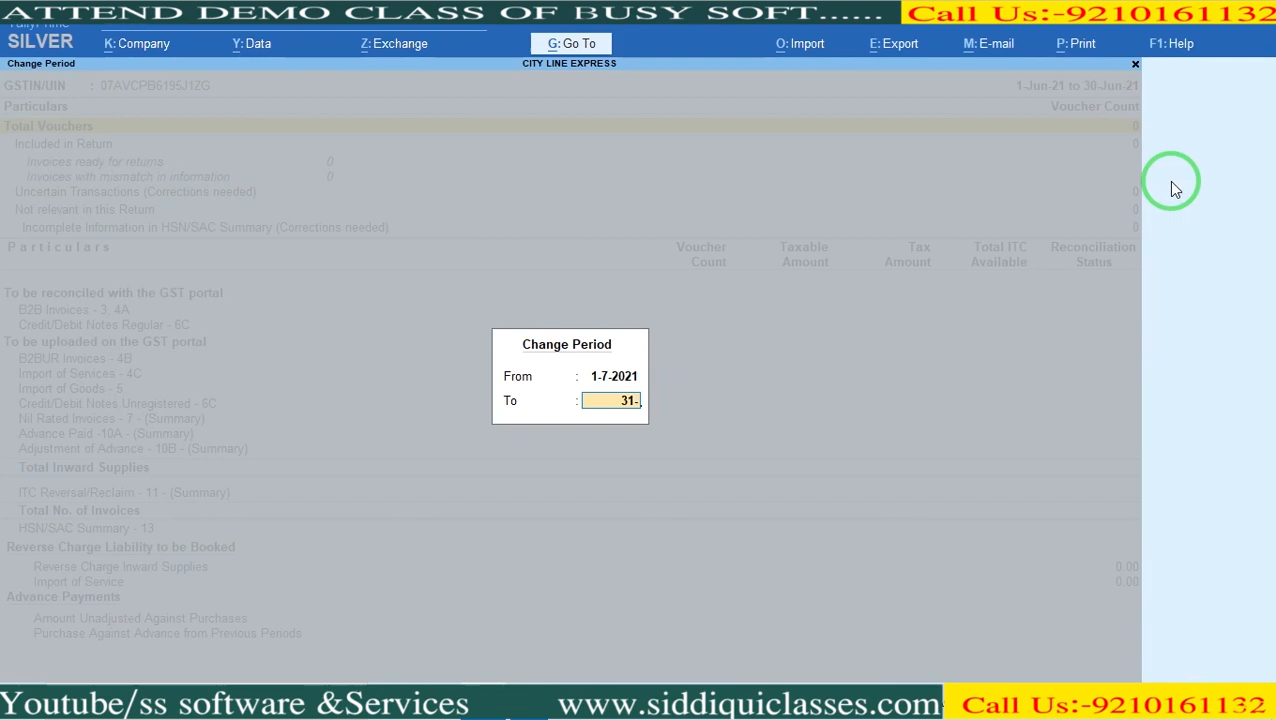 ATTEND DEMO CLASS OF BUSY SOFT...... Call Us:-9210161132
SILVER
K: Company Y: Data Z: Exchange G: Go To O: Import E: Export M: E-mail P: Print F1: Help
Change Period CITY LINE EXPRESS ×
GSTIN/UIN : 07AVCPB6195J1ZG 1-Jun-21 to 30-Jun-21
Particulars Voucher Count
Total Vouchers 0
Included in Return 0
Invoices ready for returns 0
Invoices with mismatch in information 0
Uncertain Transactions (Corrections needed) 0
Not relevant in this Return 0
Incomplete Information in HSN/SAC Summary (Corrections needed) 0
Particulars Voucher Taxable Tax Total ITC Reconciliation
Count Amount Amount Available Status
To be reconciled with the GST portal
B2B Invoices - 3, 4A
Credit/Debit Notes Regular - 6C
To be uploaded on the GST portal
B2BUR Invoices - 4B
Import of Services - 4C
Import of Goods - 5
Credit/Debit Notes Unregistered - 6C
Nil Rated Invoices - 7 - (Summary)
Advance Paid -10A - (Summary)
Adjustment of Advance - 10B - (Summary)
Total Inward Supplies
ITC Reversal/Reclaim - 11 - (Summary)
Total No. of Invoices
HSN/SAC Summary - 13
Reverse Charge Liability to be Booked
Reverse Charge Inward Supplies 0.00
Import of Service 0.00
Advance Payments
Amount Unadjusted Against Purchases
Purchase Against Advance from Previous Periods
Change Period
From : 1-7-2021
To : 31-
Youtube/ss software &Services www.siddiquiclasses.com Call Us:-9210161132